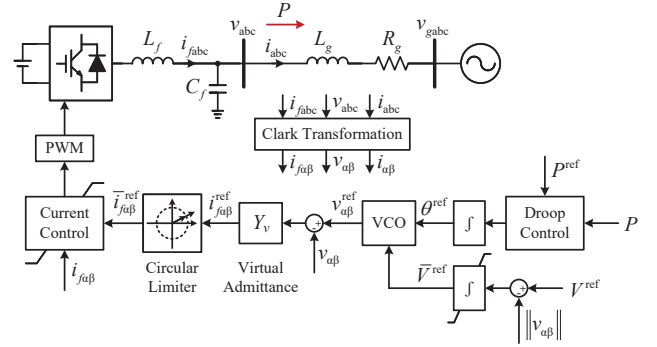 P
v_abc
v_gabc
L_f
i_fabc
i_abc
L_g
R_g
C_f
i_fabc v_abc i_abc
Clark Transformation
i_fαβ v_αβ i_αβ
PWM
P^ref
i̅_fαβ^ref
i_fαβ^ref
v_αβ^ref
θ^ref
Current
Control
Y_v
- +
VCO
∫
Droop
Control
P
i_fαβ
Circular
Limiter
Virtual
Admittance
v_αβ
V̅^ref
∫
- +
V^ref
‖v_αβ‖